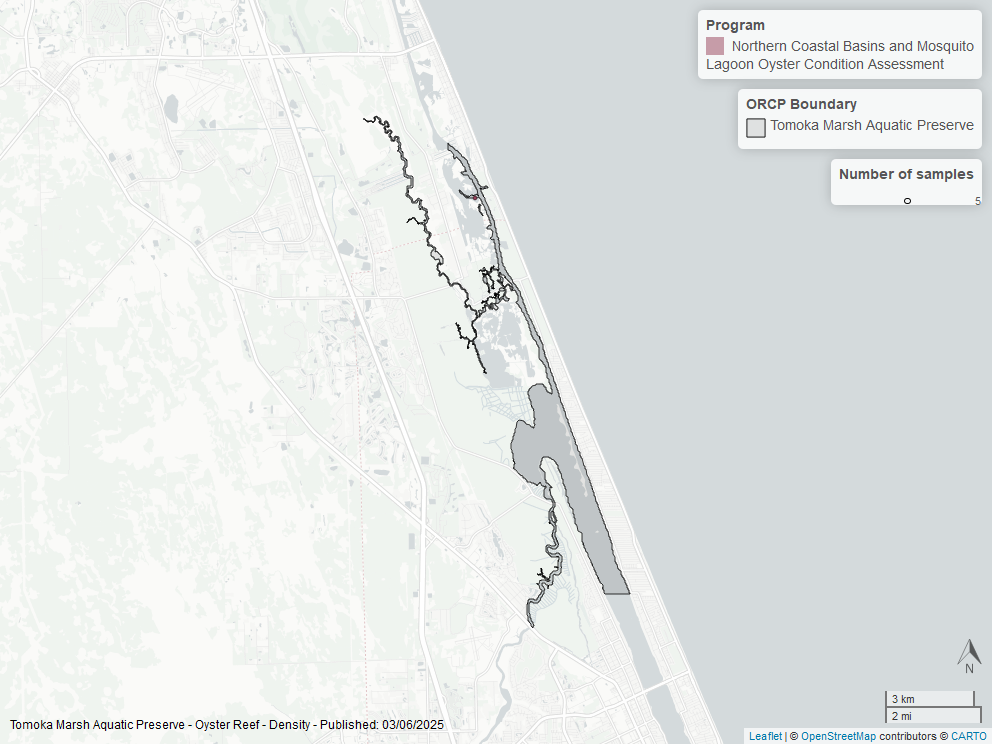 Program
Northern Coastal Basins and Mosquito
Lagoon Oyster Condition Assessment
ORCP Boundary
Tomoka Marsh Aquatic Preserve
Number of samples
5
N
3 km
2 mi
Tomoka Marsh Aquatic Preserve - Oyster Reef - Density - Published: 03/06/2025
Leaflet | © OpenStreetMap contributors © CARTO